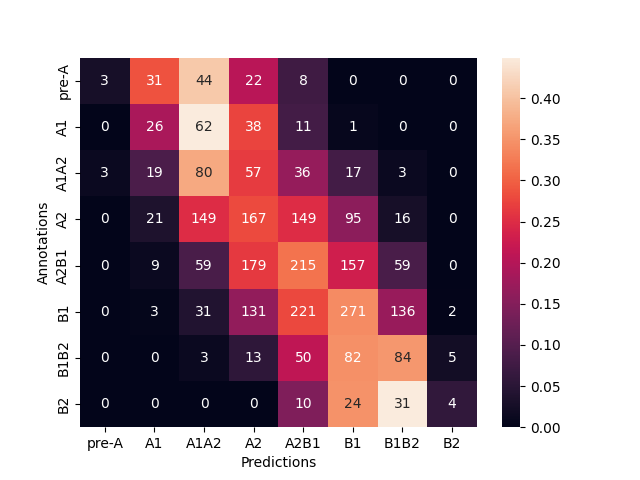 pre-A 3 31 44 22 8 0 0 0
A1 0 26 62 38 11 1 0 0
A1A2 3 19 80 57 36 17 3 0
A2 0 21 149 167 149 95 16 0
A2B1 0 9 59 179 215 157 59 0
B1 0 3 31 131 221 271 136 2
B1B2 0 0 3 13 50 82 84 5
B2 0 0 0 0 10 24 31 4
pre-A A1 A1A2 A2 A2B1 B1 B1B2 B2
Predictions
Annotations
0.40
0.35
0.30
0.25
0.20
0.15
0.10
0.05
0.00